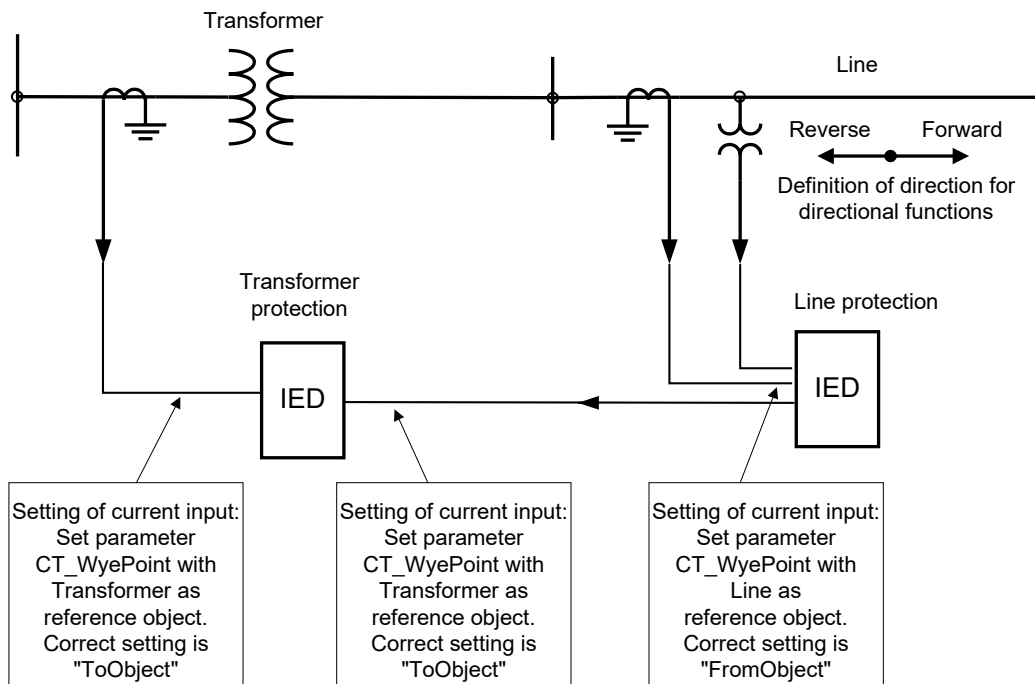 Transformer
Line
Reverse
Forward
Definition of direction for
directional functions
Transformer
protection
Line protection
IED
IED
Setting of current input:
Set parameter
CT_WyePoint with
Transformer as
reference object.
Correct setting is
"ToObject"
Setting of current input:
Set parameter
CT_WyePoint with
Transformer as
reference object.
Correct setting is
"ToObject"
Setting of current input:
Set parameter
CT_WyePoint with
Line as
reference object.
Correct setting is
"FromObject"